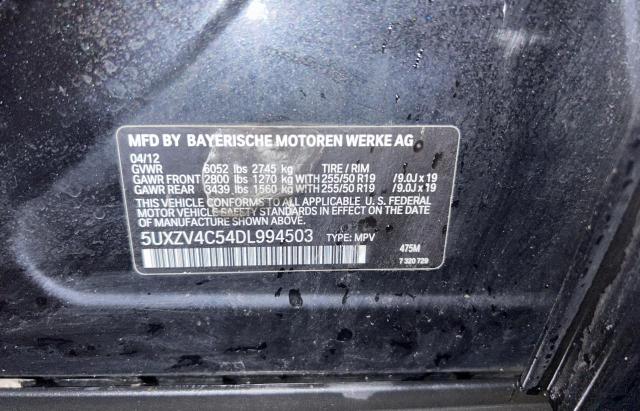 MFD BY BAYERISCHE MOTOREN WERKE AG
04/12
GVWR 6052 lbs 2745 kg TIRE / RIM
GAWR FRONT 2800 lbs 1270 kg WITH 255/50 R19 /9.0J x 19
GAWR REAR 3439 lbs 1560 kg WITH 255/50 R19 /9.0J x 19
THIS VEHICLE CONFORMS TO ALL APPLICABLE U. S. FEDERAL
MOTOR VEHICLE SAFETY STANDARDS IN EFFECT ON THE DATE
OF MANUFACTURE SHOWN ABOVE.
5UXZV4C54DL994503 TYPE: MPV
475M
7 320 729